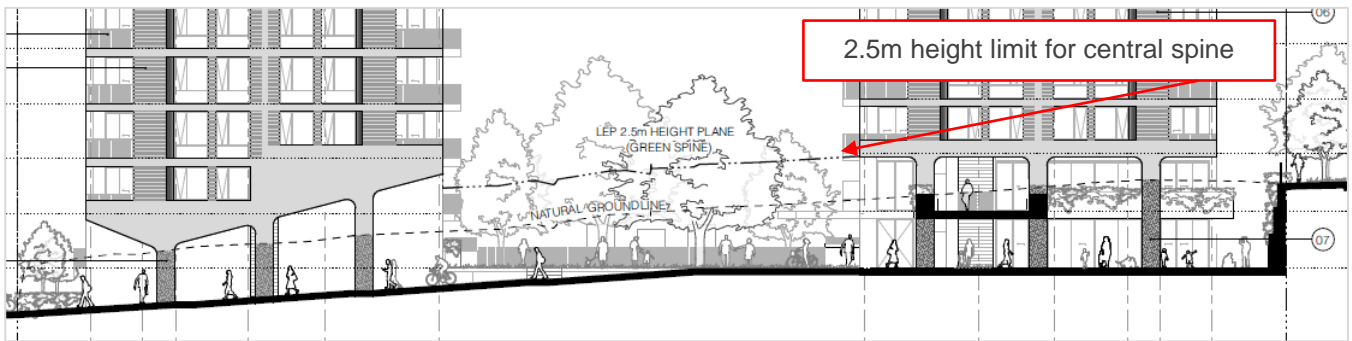 06
2.5m height limit for central spine
LEP 2.5m HEIGHT PLANE
(GREEN SPINE)
NATURAL GROUNDLINE
07